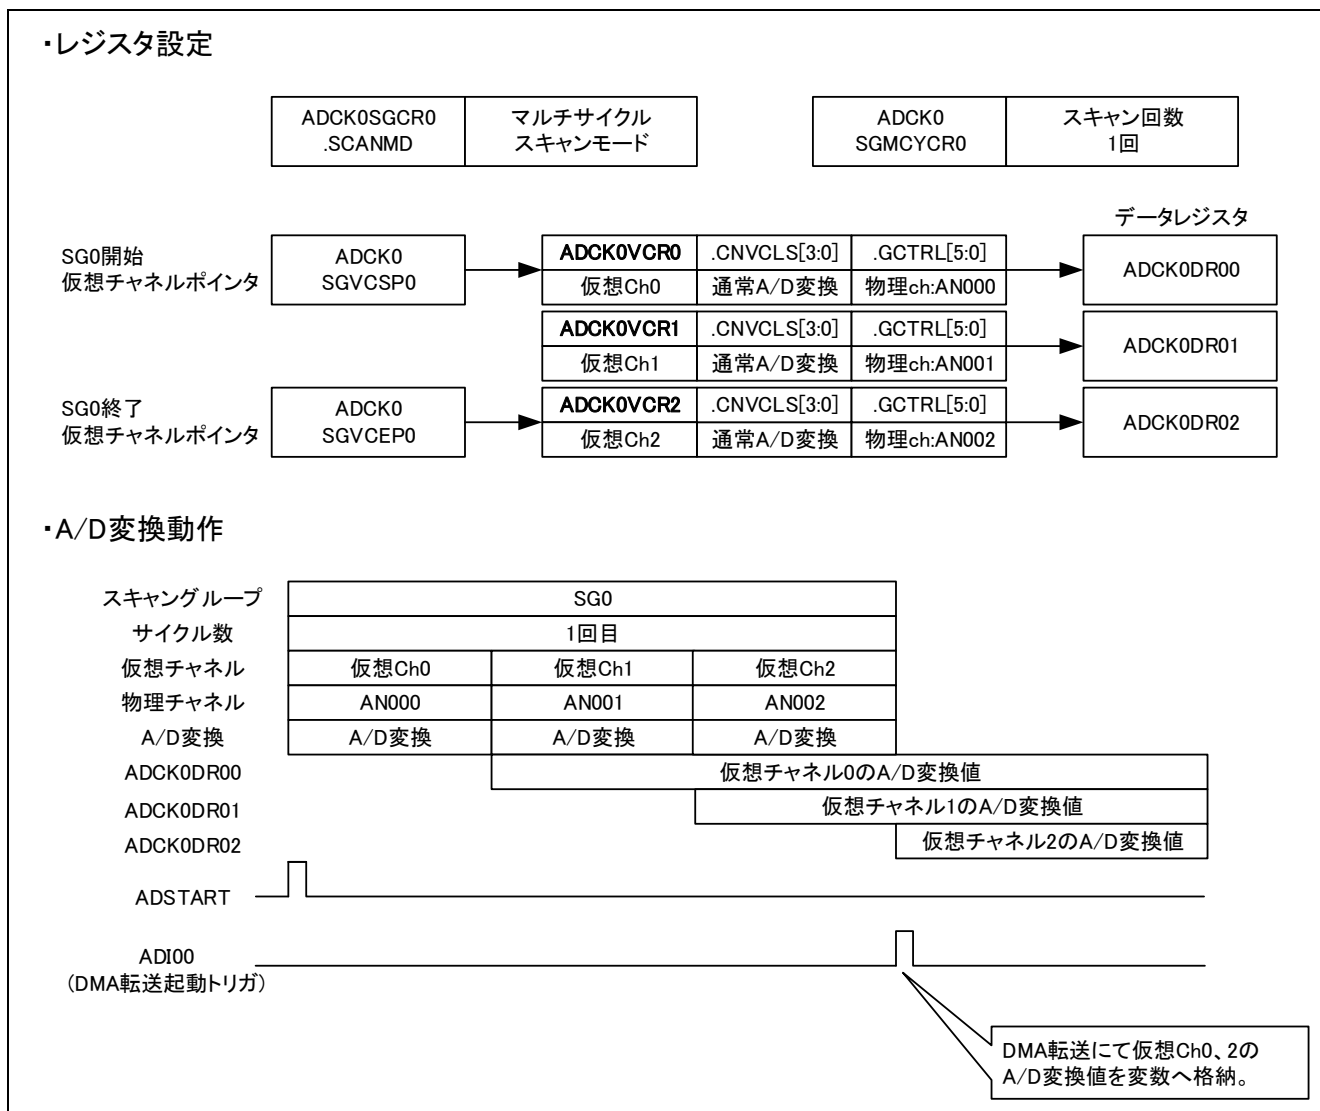 ・レジスタ設定
ADCK0SGCR0
.SCANMD
マルチサイクル
スキャンモード
ADCK0
SGMCYCR0
スキャン回数
1回
データレジスタ
SG0開始
仮想チャネルポインタ
ADCK0
SGVCSP0
ADCK0VCR0 .CNVCLS[3:0] .GCTRL[5:0]
仮想Ch0 通常A/D変換 物理ch:AN000
ADCK0DR00
ADCK0VCR1 .CNVCLS[3:0] .GCTRL[5:0]
仮想Ch1 通常A/D変換 物理ch:AN001
ADCK0DR01
SG0終了
仮想チャネルポインタ
ADCK0
SGVCEP0
ADCK0VCR2 .CNVCLS[3:0] .GCTRL[5:0]
仮想Ch2 通常A/D変換 物理ch:AN002
ADCK0DR02
・A/D変換動作
スキャングループ SG0
サイクル数 1回目
仮想チャネル 仮想Ch0 仮想Ch1 仮想Ch2
物理チャネル AN000 AN001 AN002
A/D変換 A/D変換 A/D変換 A/D変換
ADCK0DR00 仮想チャネル0のA/D変換値
ADCK0DR01 仮想チャネル1のA/D変換値
ADCK0DR02 仮想チャネル2のA/D変換値
ADSTART
ADI00
(DMA転送起動トリガ)
DMA転送にて仮想Ch0、2の
A/D変換値を変数へ格納。